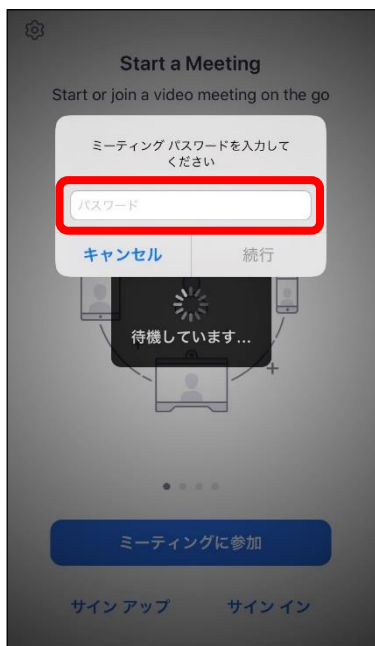 Start a Meeting
Start or join a video meeting on the go
ミーティング パスワードを入力して
ください
パスワード
キャンセル
続行
待機しています...
ミーティングに参加
サイン アップ
サイン イン